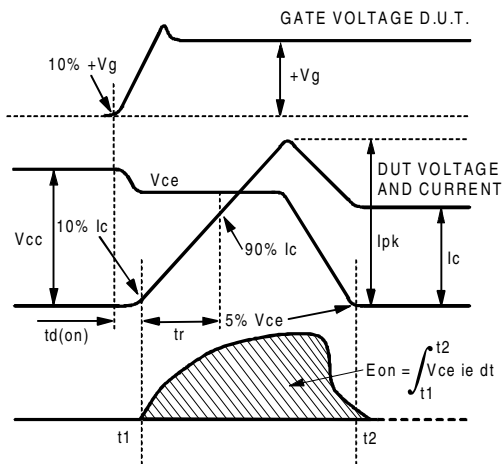 GATE VOLTAGE D.U.T.
10% +Vg
+Vg
Vce
DUT VOLTAGE
AND CURRENT
10% Ic
Vcc
90% Ic
Ipk
Ic
td(on)
tr
5% Vce
Eon = ∫ Vce ie dt
t2
t1
t1
t2